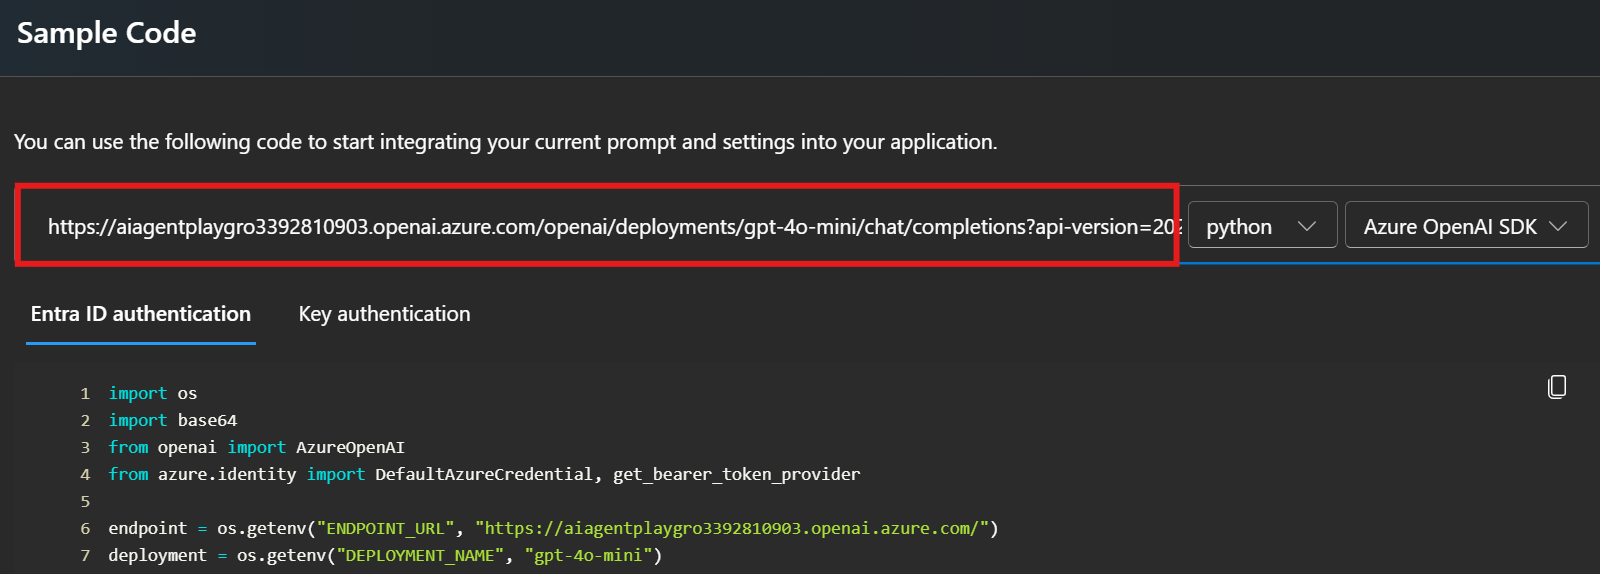 Sample Code
You can use the following code to start integrating your current prompt and settings into your application.
https://aiagentplaygro3392810903.openai.azure.com/openai/deployments/gpt-4o-mini/chat/completions?api-version=202 python Azure OpenAI SDK
Entra ID authentication Key authentication
1 import os
2 import base64
3 from openai import AzureOpenAI
4 from azure.identity import DefaultAzureCredential, get_bearer_token_provider
5
6 endpoint = os.getenv("ENDPOINT_URL", "https://aiagentplaygro3392810903.openai.azure.com/")
7 deployment = os.getenv("DEPLOYMENT_NAME", "gpt-4o-mini")